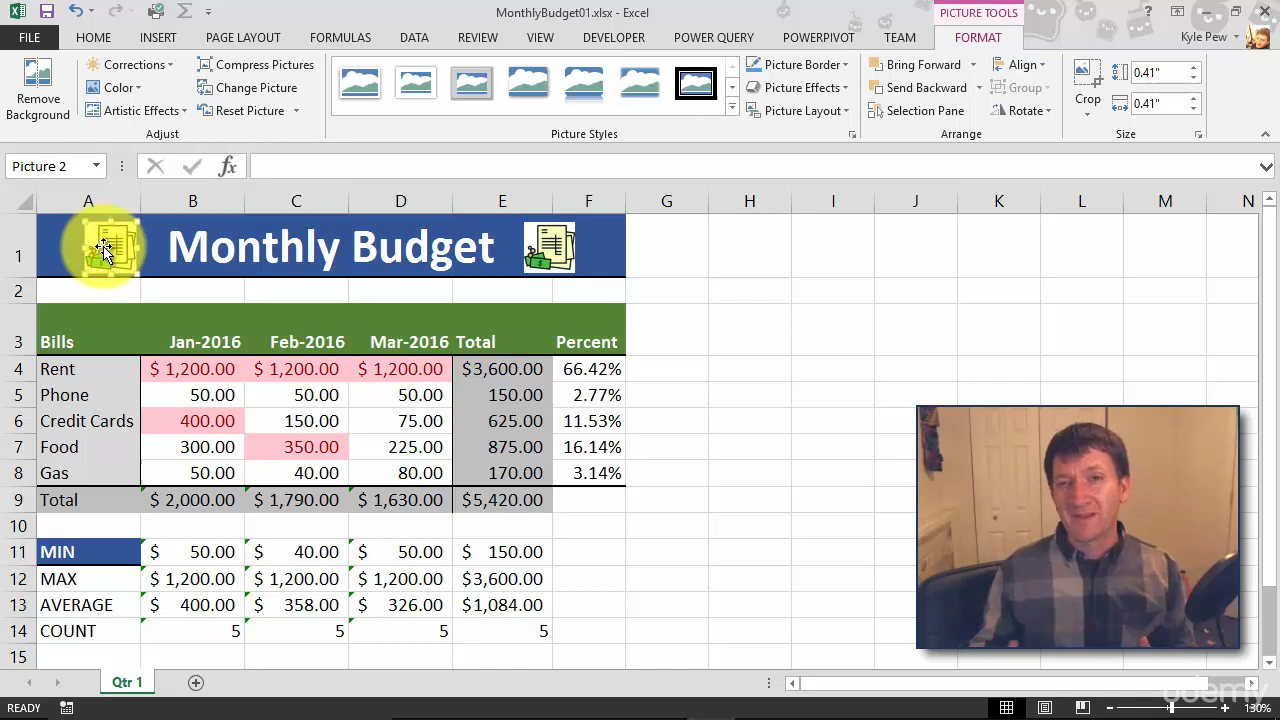 MonthlyBudget01.xlsx - Excel
PICTURE TOOLS
FILE HOME INSERT PAGE LAYOUT FORMULAS DATA REVIEW VIEW DEVELOPER POWER QUERY POWERPIVOT TEAM FORMAT Kyle Pew
Remove Background
Corrections
Color
Artistic Effects
Compress Pictures
Change Picture
Reset Picture
Adjust
Picture Styles
Picture Border
Picture Effects
Picture Layout
Bring Forward
Send Backward
Selection Pane
Align
Group
Rotate
Arrange
Crop
0.41"
0.41"
Size
Picture 2 fx
A B C D E F G H I J K L M N
1 Monthly Budget
2
3 Bills Jan-2016 Feb-2016 Mar-2016 Total Percent
4 Rent $ 1,200.00 $ 1,200.00 $ 1,200.00 $3,600.00 66.42%
5 Phone 50.00 50.00 50.00 150.00 2.77%
6 Credit Cards 400.00 150.00 75.00 625.00 11.53%
7 Food 300.00 350.00 225.00 875.00 16.14%
8 Gas 50.00 40.00 80.00 170.00 3.14%
9 Total $ 2,000.00 $ 1,790.00 $ 1,630.00 $5,420.00
10
11 MIN $ 50.00 $ 40.00 $ 50.00 $ 150.00
12 MAX $ 1,200.00 $ 1,200.00 $ 1,200.00 $3,600.00
13 AVERAGE $ 400.00 $ 358.00 $ 326.00 $1,084.00
14 COUNT 5 5 5 5
15
Qtr 1
udemy
READY 130%